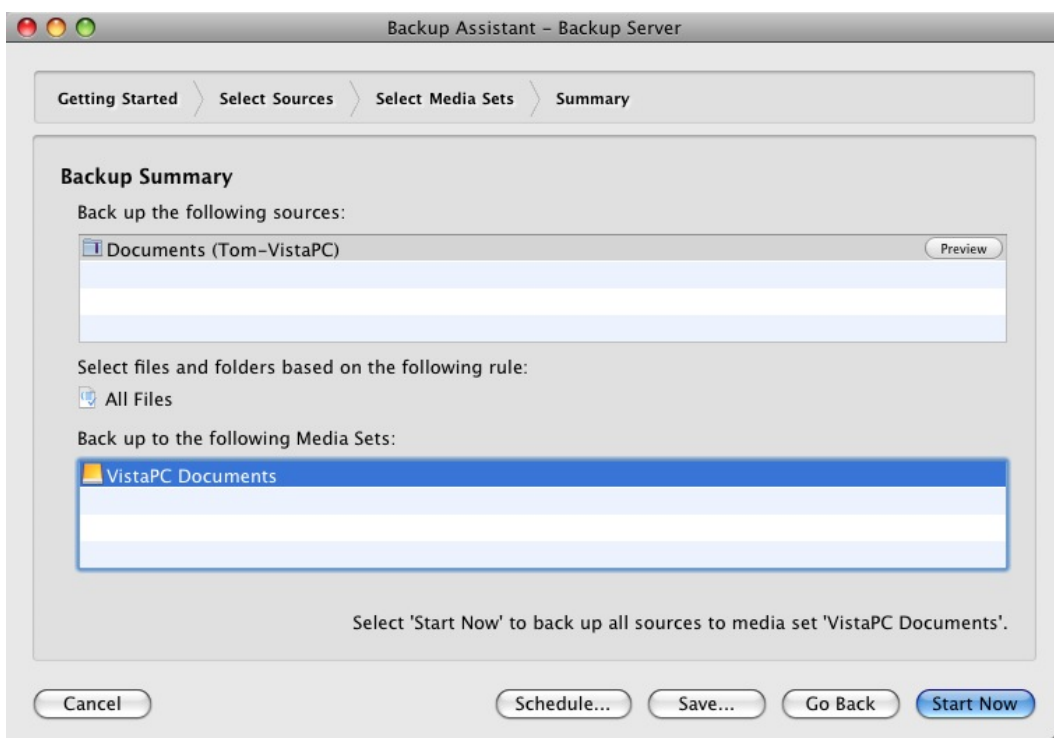 Backup Assistant – Backup Server
Getting Started Select Sources Select Media Sets Summary
Backup Summary
Back up the following sources:
Documents (Tom-VistaPC) Preview
Select files and folders based on the following rule:
All Files
Back up to the following Media Sets:
VistaPC Documents
Select 'Start Now' to back up all sources to media set 'VistaPC Documents'.
Cancel Schedule... Save... Go Back Start Now